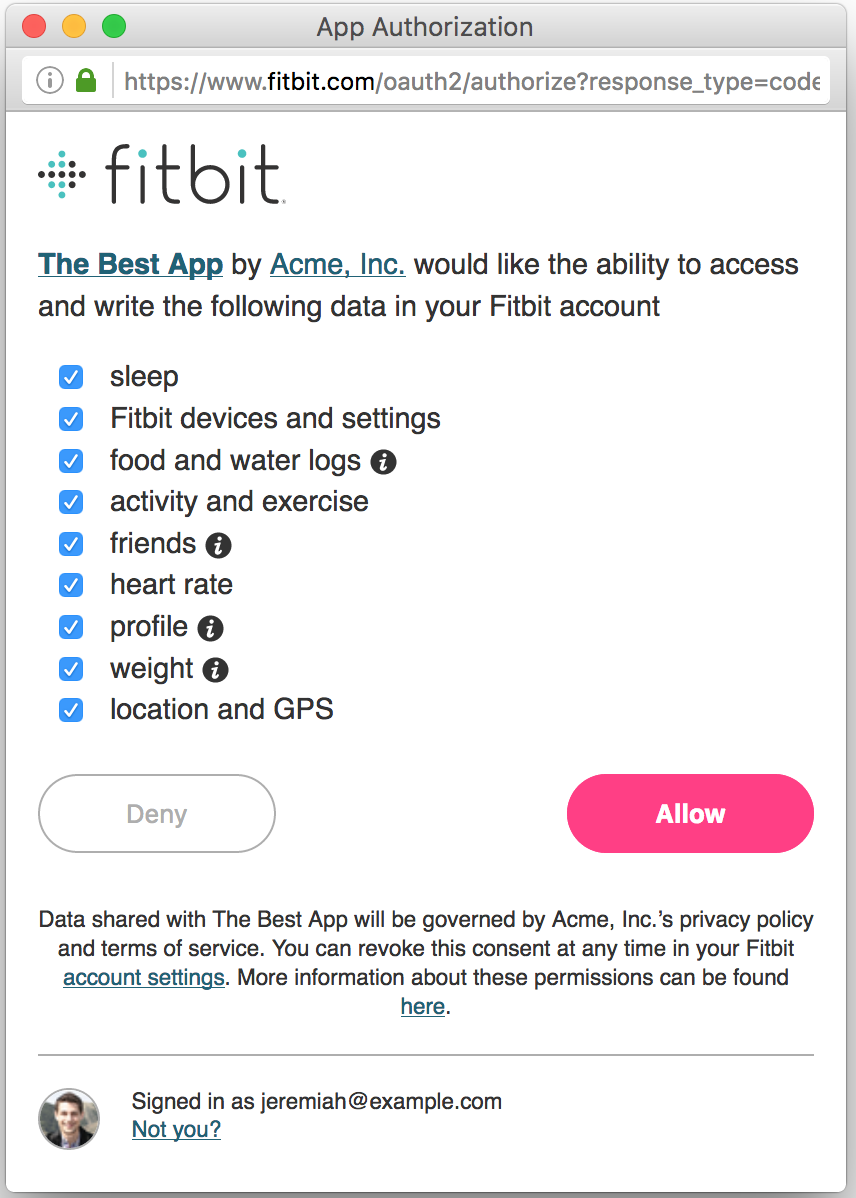 App Authorization
https://www.fitbit.com/oauth2/authorize?response_type=code
fitbit
The Best App by Acme, Inc. would like the ability to access
and write the following data in your Fitbit account
sleep
Fitbit devices and settings
food and water logs
activity and exercise
friends
heart rate
profile
weight
location and GPS
Deny
Allow
Data shared with The Best App will be governed by Acme, Inc.’s privacy policy
and terms of service. You can revoke this consent at any time in your Fitbit
account settings. More information about these permissions can be found
here.
Signed in as jeremiah@example.com
Not you?